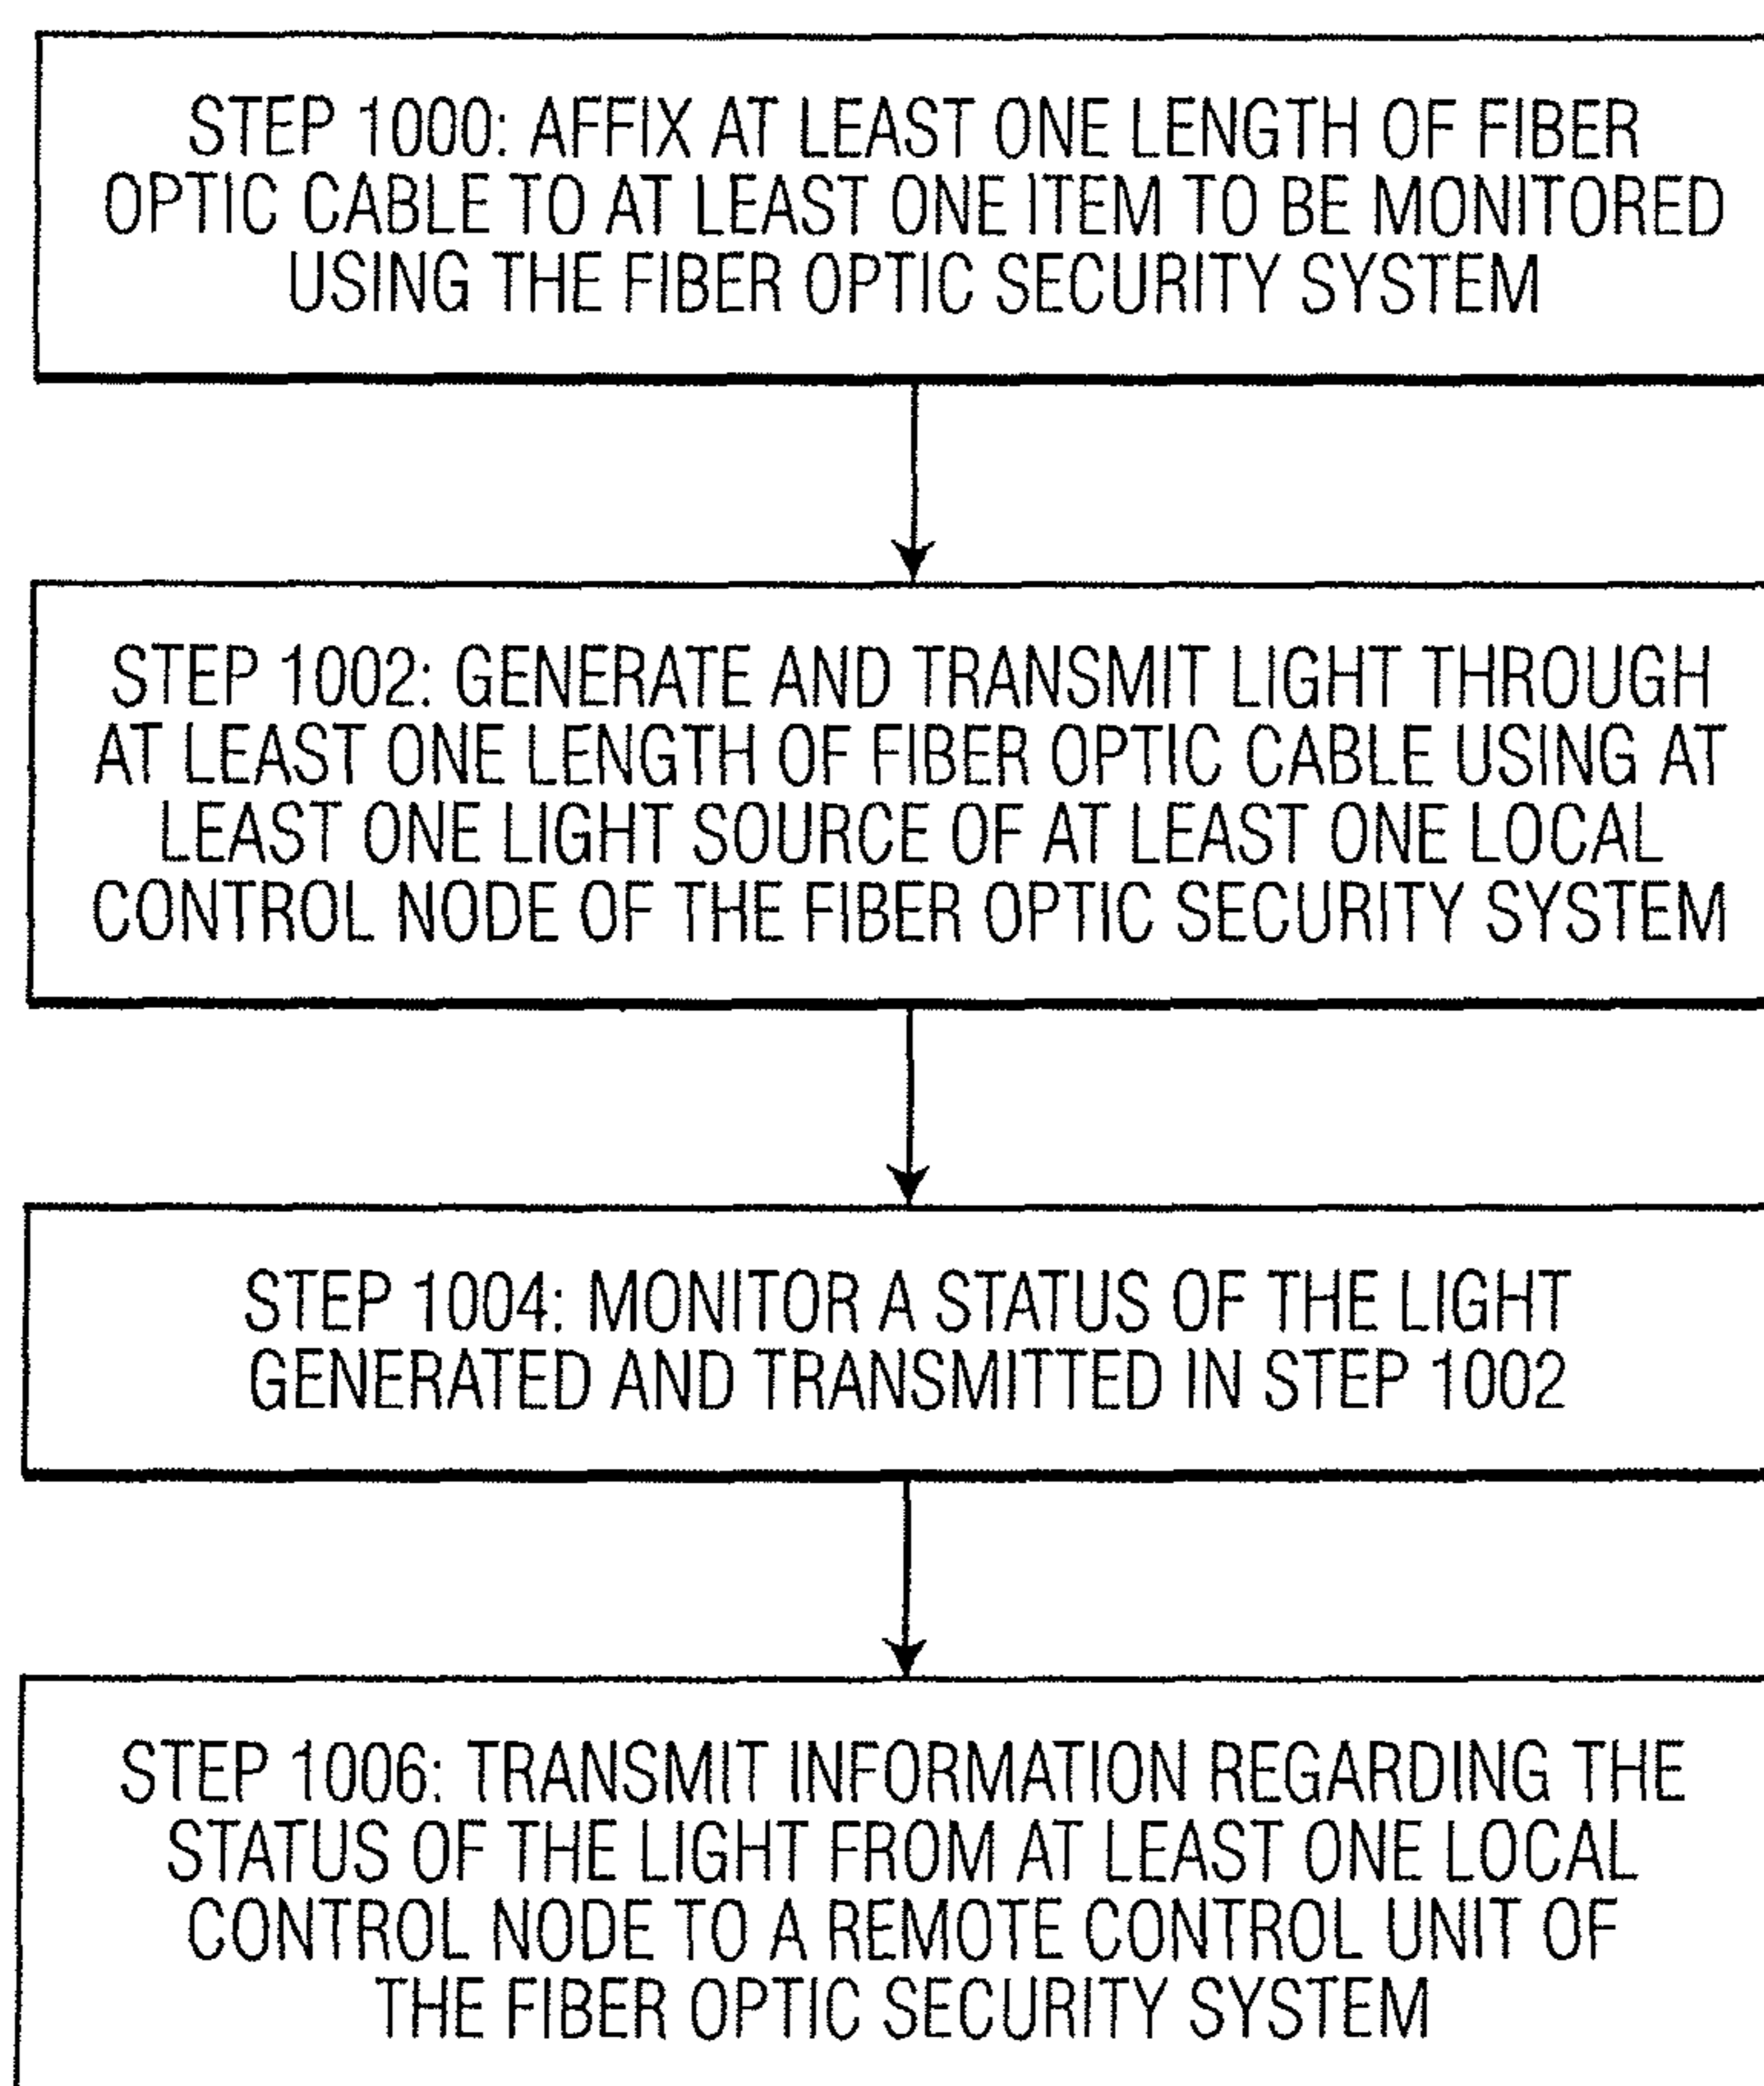 STEP 1000: AFFIX AT LEAST ONE LENGTH OF FIBER
OPTIC CABLE TO AT LEAST ONE ITEM TO BE MONITORED
USING THE FIBER OPTIC SECURITY SYSTEM
STEP 1002: GENERATE AND TRANSMIT LIGHT THROUGH
AT LEAST ONE LENGTH OF FIBER OPTIC CABLE USING AT
LEAST ONE LIGHT SOURCE OF AT LEAST ONE LOCAL
CONTROL NODE OF THE FIBER OPTIC SECURITY SYSTEM
STEP 1004: MONITOR A STATUS OF THE LIGHT
GENERATED AND TRANSMITTED IN STEP 1002
STEP 1006: TRANSMIT INFORMATION REGARDING THE
STATUS OF THE LIGHT FROM AT LEAST ONE LOCAL
CONTROL NODE TO A REMOTE CONTROL UNIT OF
THE FIBER OPTIC SECURITY SYSTEM